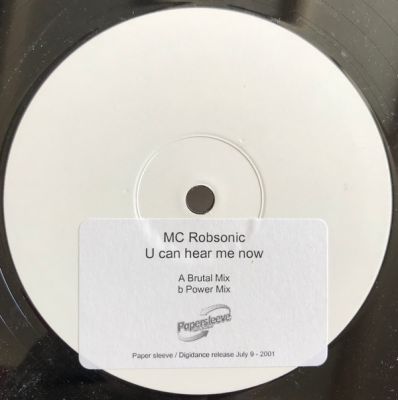 MC Robsonic
U can hear me now
A Brutal Mix
b Power Mix
Papersleeve
Paper sleeve / Digidance release July 9 - 2001